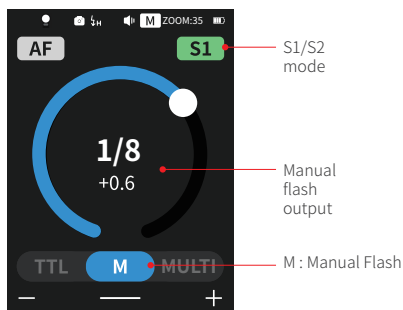 H M ZOOM:35
AF S1
S1/S2
mode
1/8
+0.6
Manual
flash
output
TTL M MULTI
M : Manual Flash